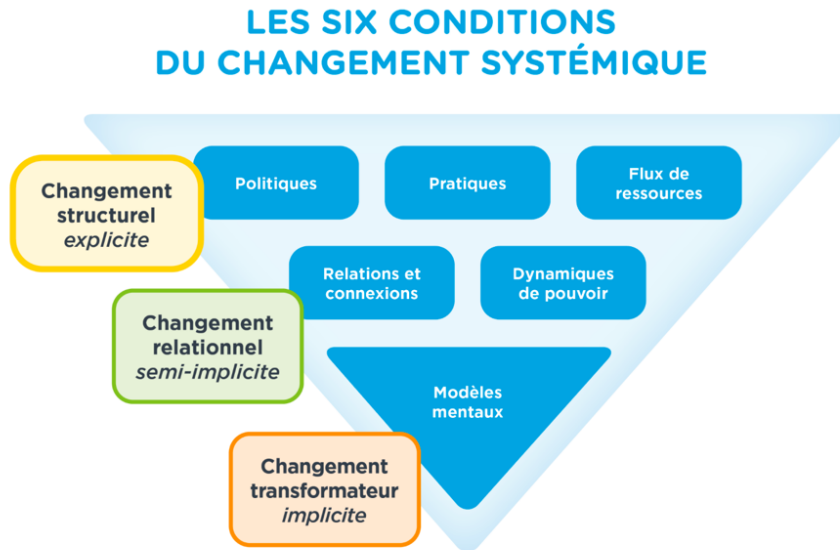 LES SIX CONDITIONS
DU CHANGEMENT SYSTÉMIQUE
Changement
structurel
explicite
Politiques
Pratiques
Flux de
ressources
Changement
relationnel
semi-implicite
Relations et
connexions
Dynamiques
de pouvoir
Changement
transformateur
implicite
Modèles
mentaux